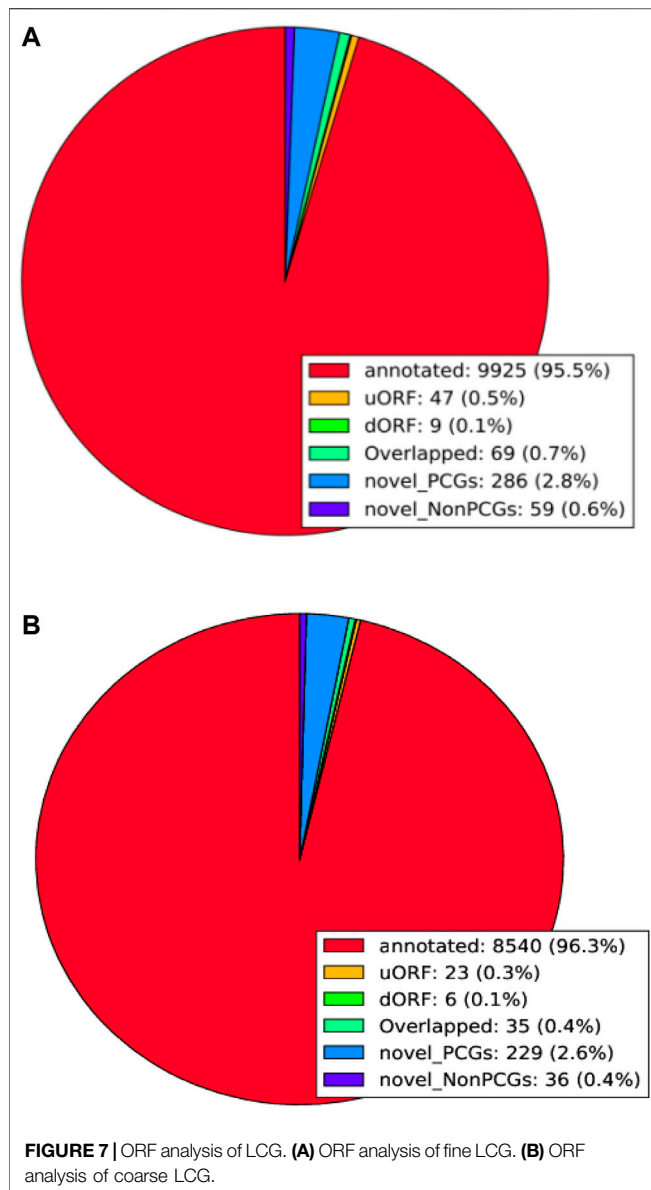 A
annotated: 9925 (95.5%)
uORF: 47 (0.5%)
dORF: 9 (0.1%)
Overlapped: 69 (0.7%)
novel_PCGs: 286 (2.8%)
novel_NonPCGs: 59 (0.6%)
B
annotated: 8540 (96.3%)
uORF: 23 (0.3%)
dORF: 6 (0.1%)
Overlapped: 35 (0.4%)
novel_PCGs: 229 (2.6%)
novel_NonPCGs: 36 (0.4%)
FIGURE 7 | ORF analysis of LCG. (A) ORF analysis of fine LCG. (B) ORF
analysis of coarse LCG.